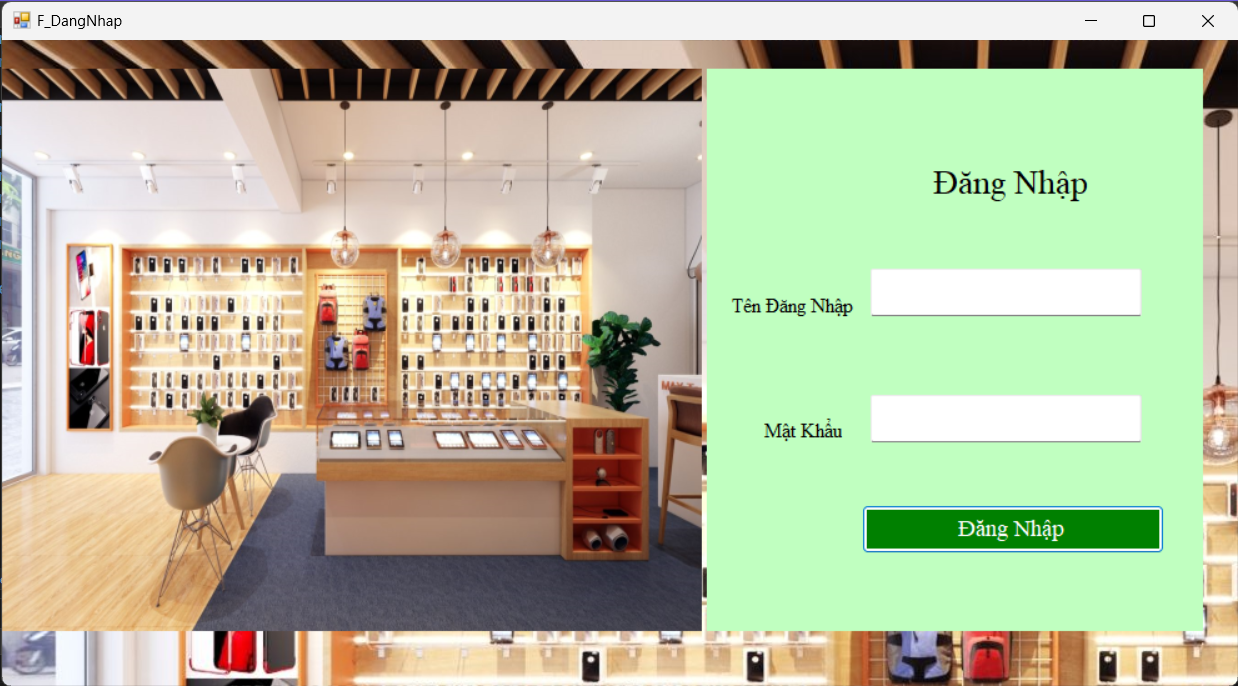 F_DangNhap
Đăng Nhập
Tên Đăng Nhập
Mật Khẩu
Đăng Nhập